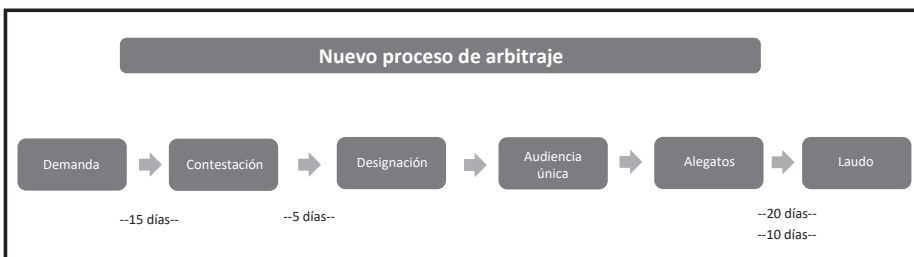 Nuevo proceso de arbitraje
Demanda
Contestación
Designación
Audiencia
única
Alegatos
Laudo
--15 días--
--5 días--
--20 días--
--10 días--